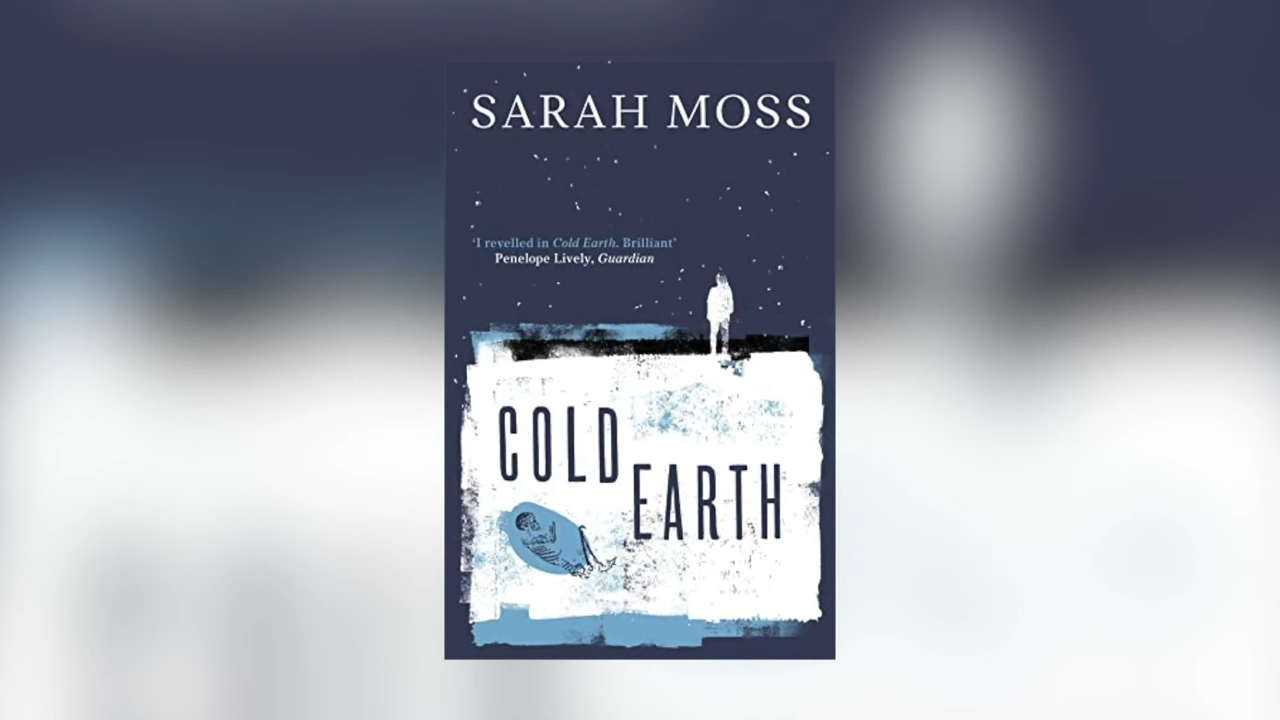 SARAH MOSS
‘I revelled in Cold Earth. Brilliant’
Penelope Lively, Guardian
COLD
EARTH